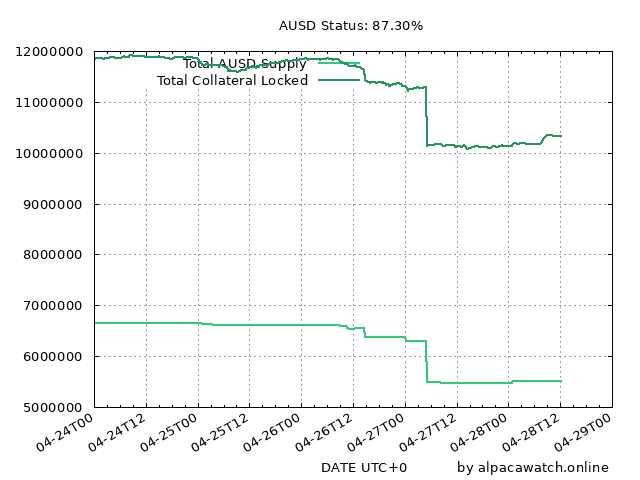 AUSD Status: 87.30%
12000000
Total AUSD Supply
Total Collateral Locked
11000000
10000000
9000000
8000000
7000000
6000000
5000000
04-24T00 04-24T12 04-25T00 04-25T12 04-26T00 04-26T12 04-27T00 04-27T12 04-28T00 04-28T12 04-29T00
DATE UTC+0 by alpacawatch.online